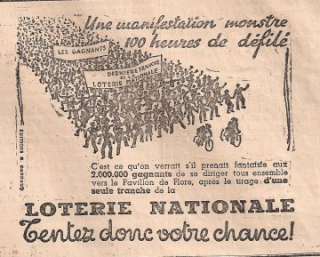 Une manifestation monstre
100 heures de défilé
LES GAGNANTS
DERNIÈRE TRANCHE
LOTERIE NATIONALE
C'est ce qu'on verrait s'il prenait fantaisie aux
2.000.000 gagnants de se diriger tous ensemble
vers le Pavillon de Flore, après le tirage d'une
seule tranche de la
LOTERIE NATIONALE
Tentez donc votre chance!